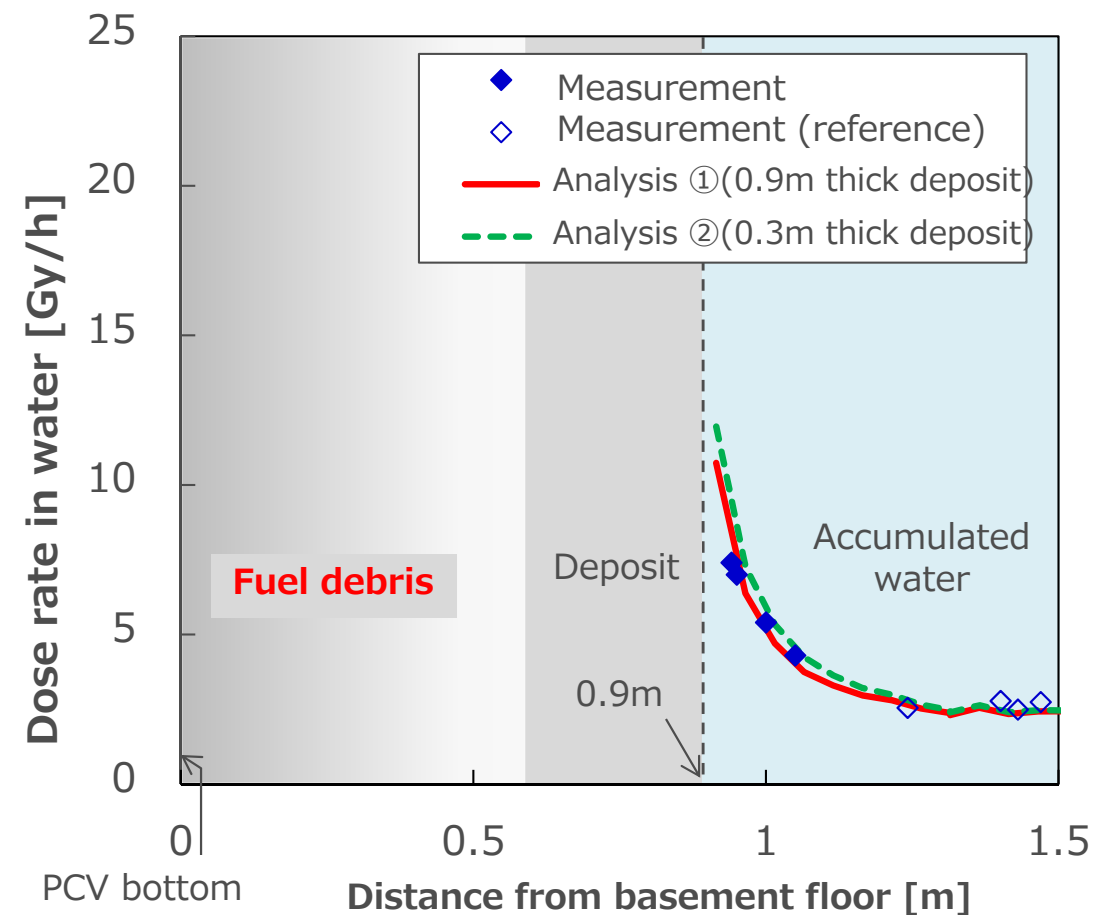 25
20
15
10
5
0
Dose rate in water [Gy/h]
Measurement
Measurement (reference)
Analysis ①(0.9m thick deposit)
Analysis ②(0.3m thick deposit)
Fuel debris
Deposit
Accumulated
water
0.9m
0
0.5
1
1.5
PCV bottom
Distance from basement floor [m]